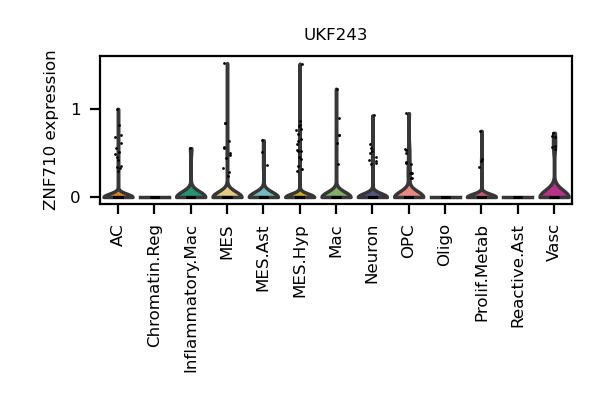 UKF243
ZNF710 expression
1
0
AC
Chromatin.Reg
Inflammatory.Mac
MES
MES.Ast
MES.Hyp
Mac
Neuron
OPC
Oligo
Prolif.Metab
Reactive.Ast
Vasc